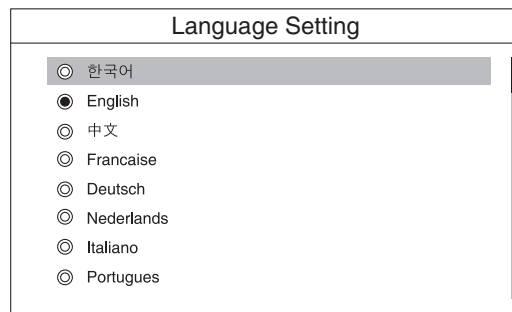 Language Setting
한국어
English
中文
Francaise
Deutsch
Nederlands
Italiano
Portugues